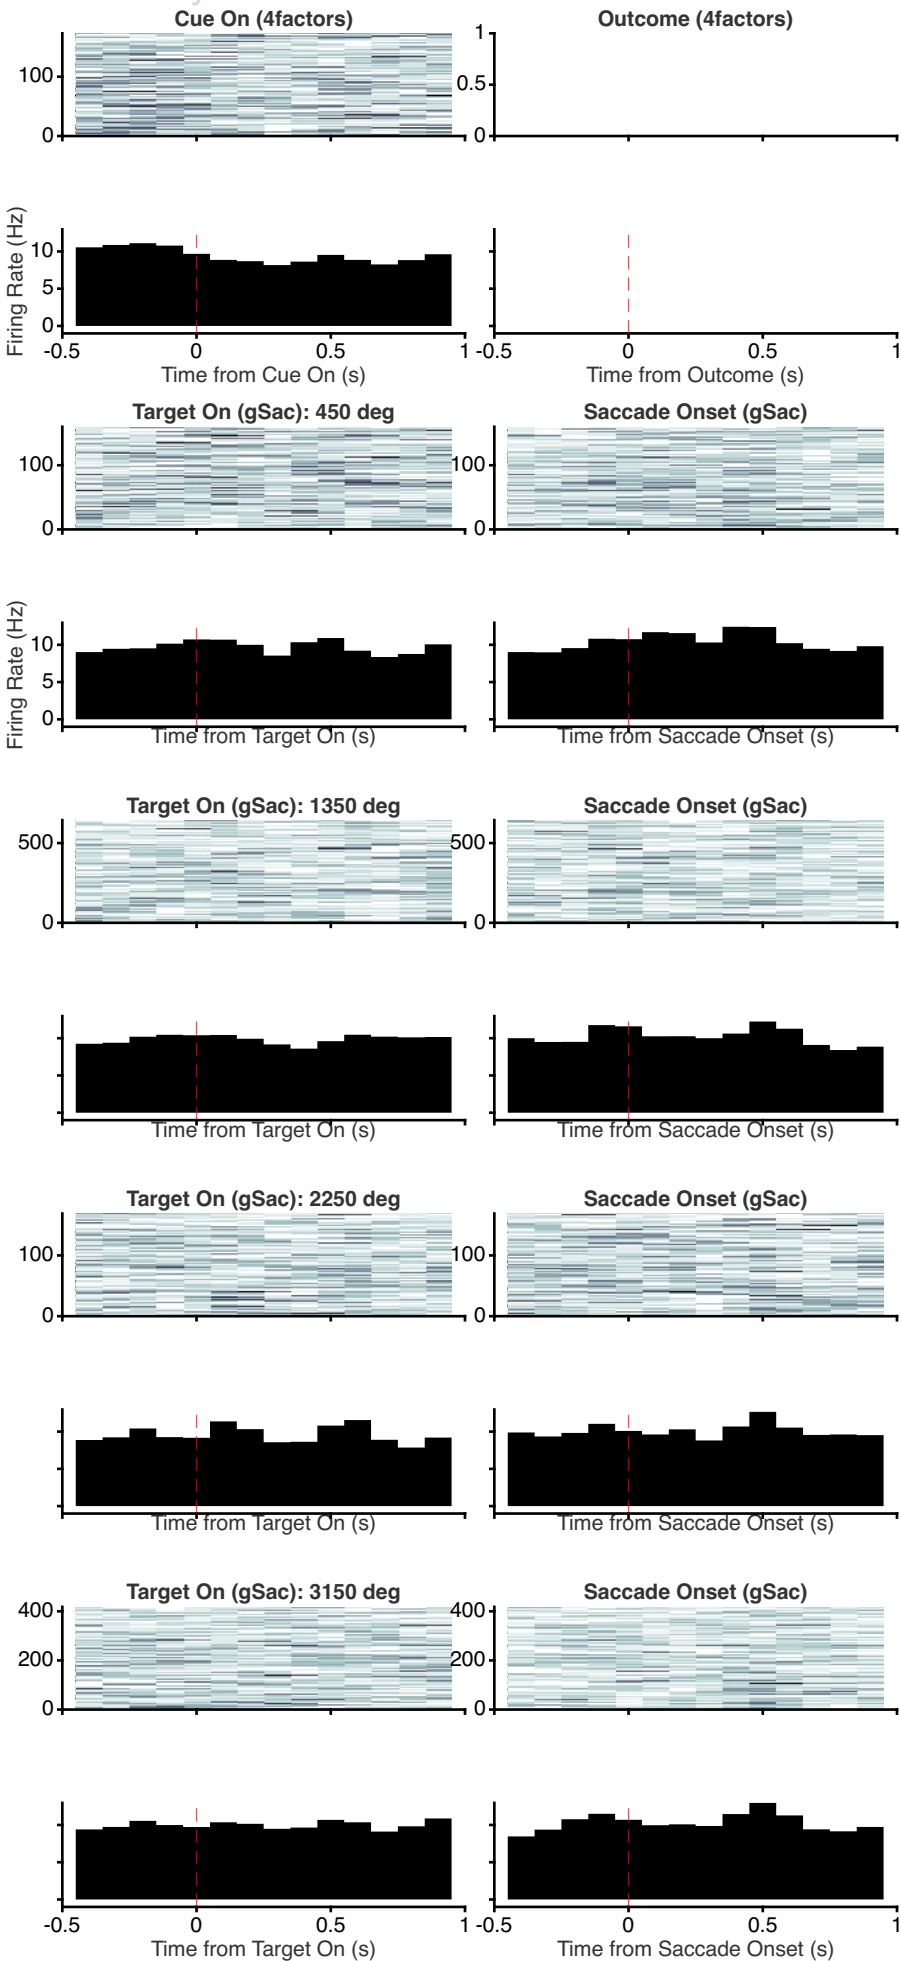 Cue On (4factors) Outcome (4factors)
100
0
1
0.5
0
Firing Rate (Hz)
10
5
0
-0.5 0 0.5 1 -0.5 0 0.5 1
Time from Cue On (s) Time from Outcome (s)
Target On (gSac): 450 deg Saccade Onset (gSac)
100 100
0 0
Firing Rate (Hz)
10
5
0
Time from Target On (s) Time from Saccade Onset (s)
Target On (gSac): 1350 deg Saccade Onset (gSac)
500 500
0 0
Time from Target On (s) Time from Saccade Onset (s)
Target On (gSac): 2250 deg Saccade Onset (gSac)
100 100
0 0
Time from Target On (s) Time from Saccade Onset (s)
Target On (gSac): 3150 deg Saccade Onset (gSac)
400 400
200 200
0 0
-0.5 0 0.5 1 -0.5 0 0.5 1
Time from Target On (s) Time from Saccade Onset (s)